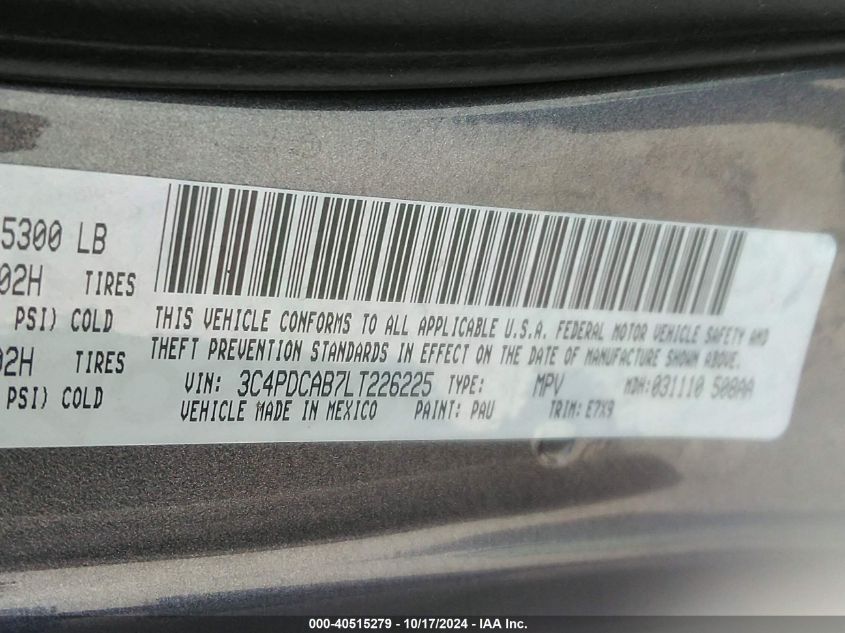 5300 LB
02H TIRES
PSI) COLD
02H TIRES
PSI) COLD
THIS VEHICLE CONFORMS TO ALL APPLICABLE U.S.A. FEDERAL MOTOR VEHICLE SAFETY AND
THEFT PREVENTION STANDARDS IN EFFECT ON THE DATE OF MANUFACTURE SHOWN ABOVE.
VIN: 3C4PDCAB7LT226225 TYPE: MPV MDH:031110 508AA
VEHICLE MADE IN MEXICO PAINT: PAU TRIM: E7X9
000-40515279 - 10/17/2024 - IAA Inc.